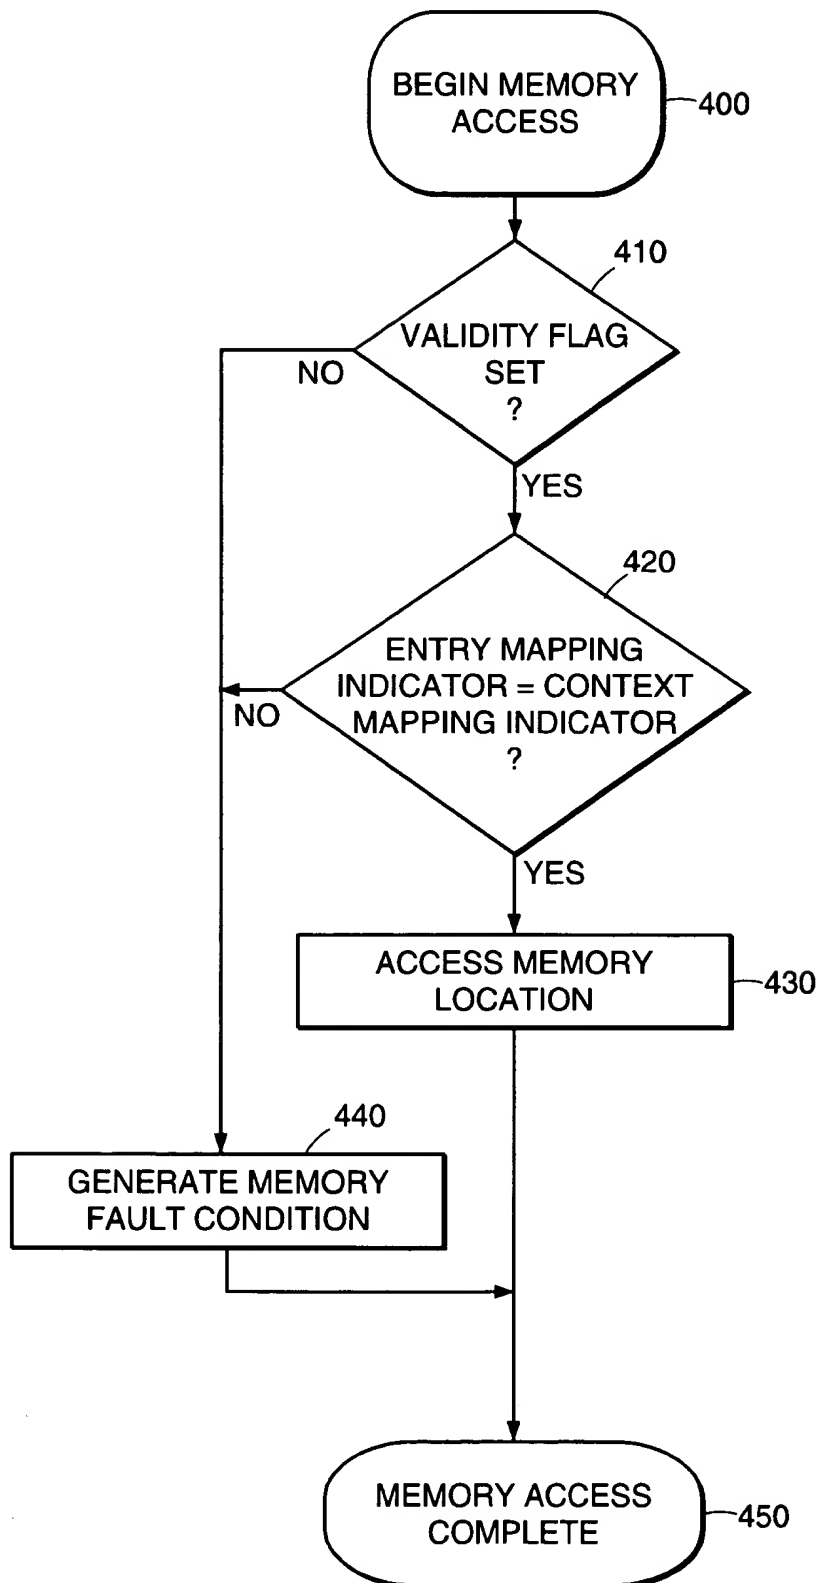 BEGIN MEMORY
ACCESS
400
410
VALIDITY FLAG
SET
?
NO
YES
420
ENTRY MAPPING
INDICATOR = CONTEXT
MAPPING INDICATOR
?
NO
YES
ACCESS MEMORY
LOCATION
430
440
GENERATE MEMORY
FAULT CONDITION
MEMORY ACCESS
COMPLETE
450